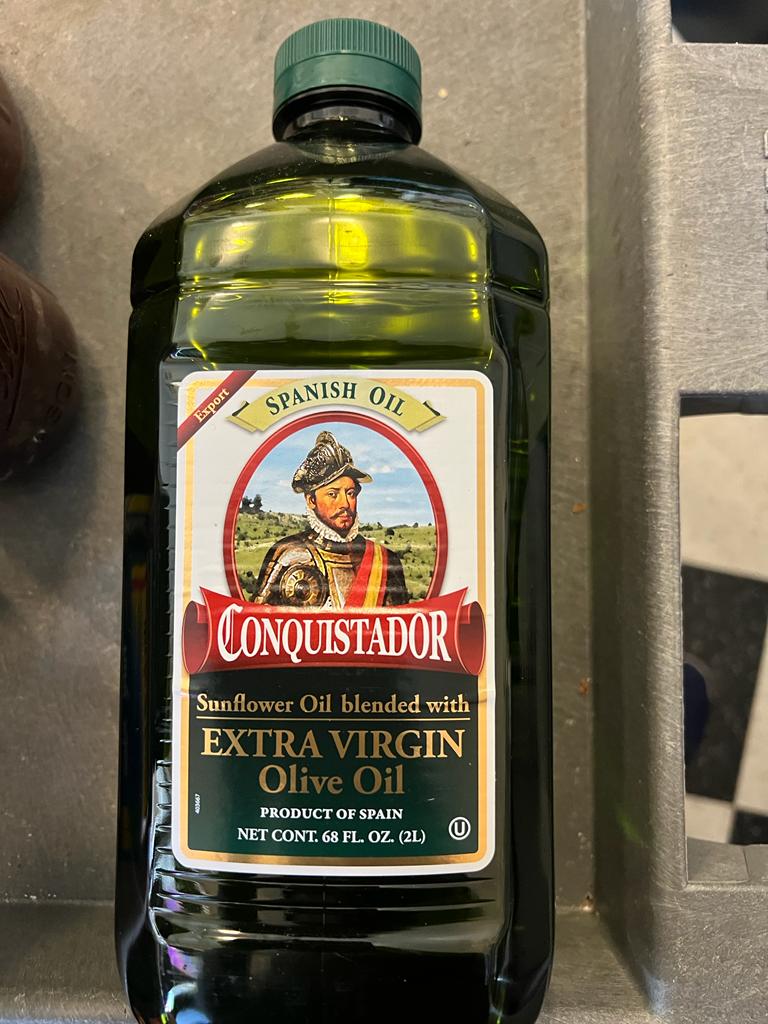 Export
SPANISH OIL
CONQUISTADOR
Sunflower Oil blended with
EXTRA VIRGIN
Olive Oil
PRODUCT OF SPAIN
NET CONT. 68 FL. OZ. (2L)
U